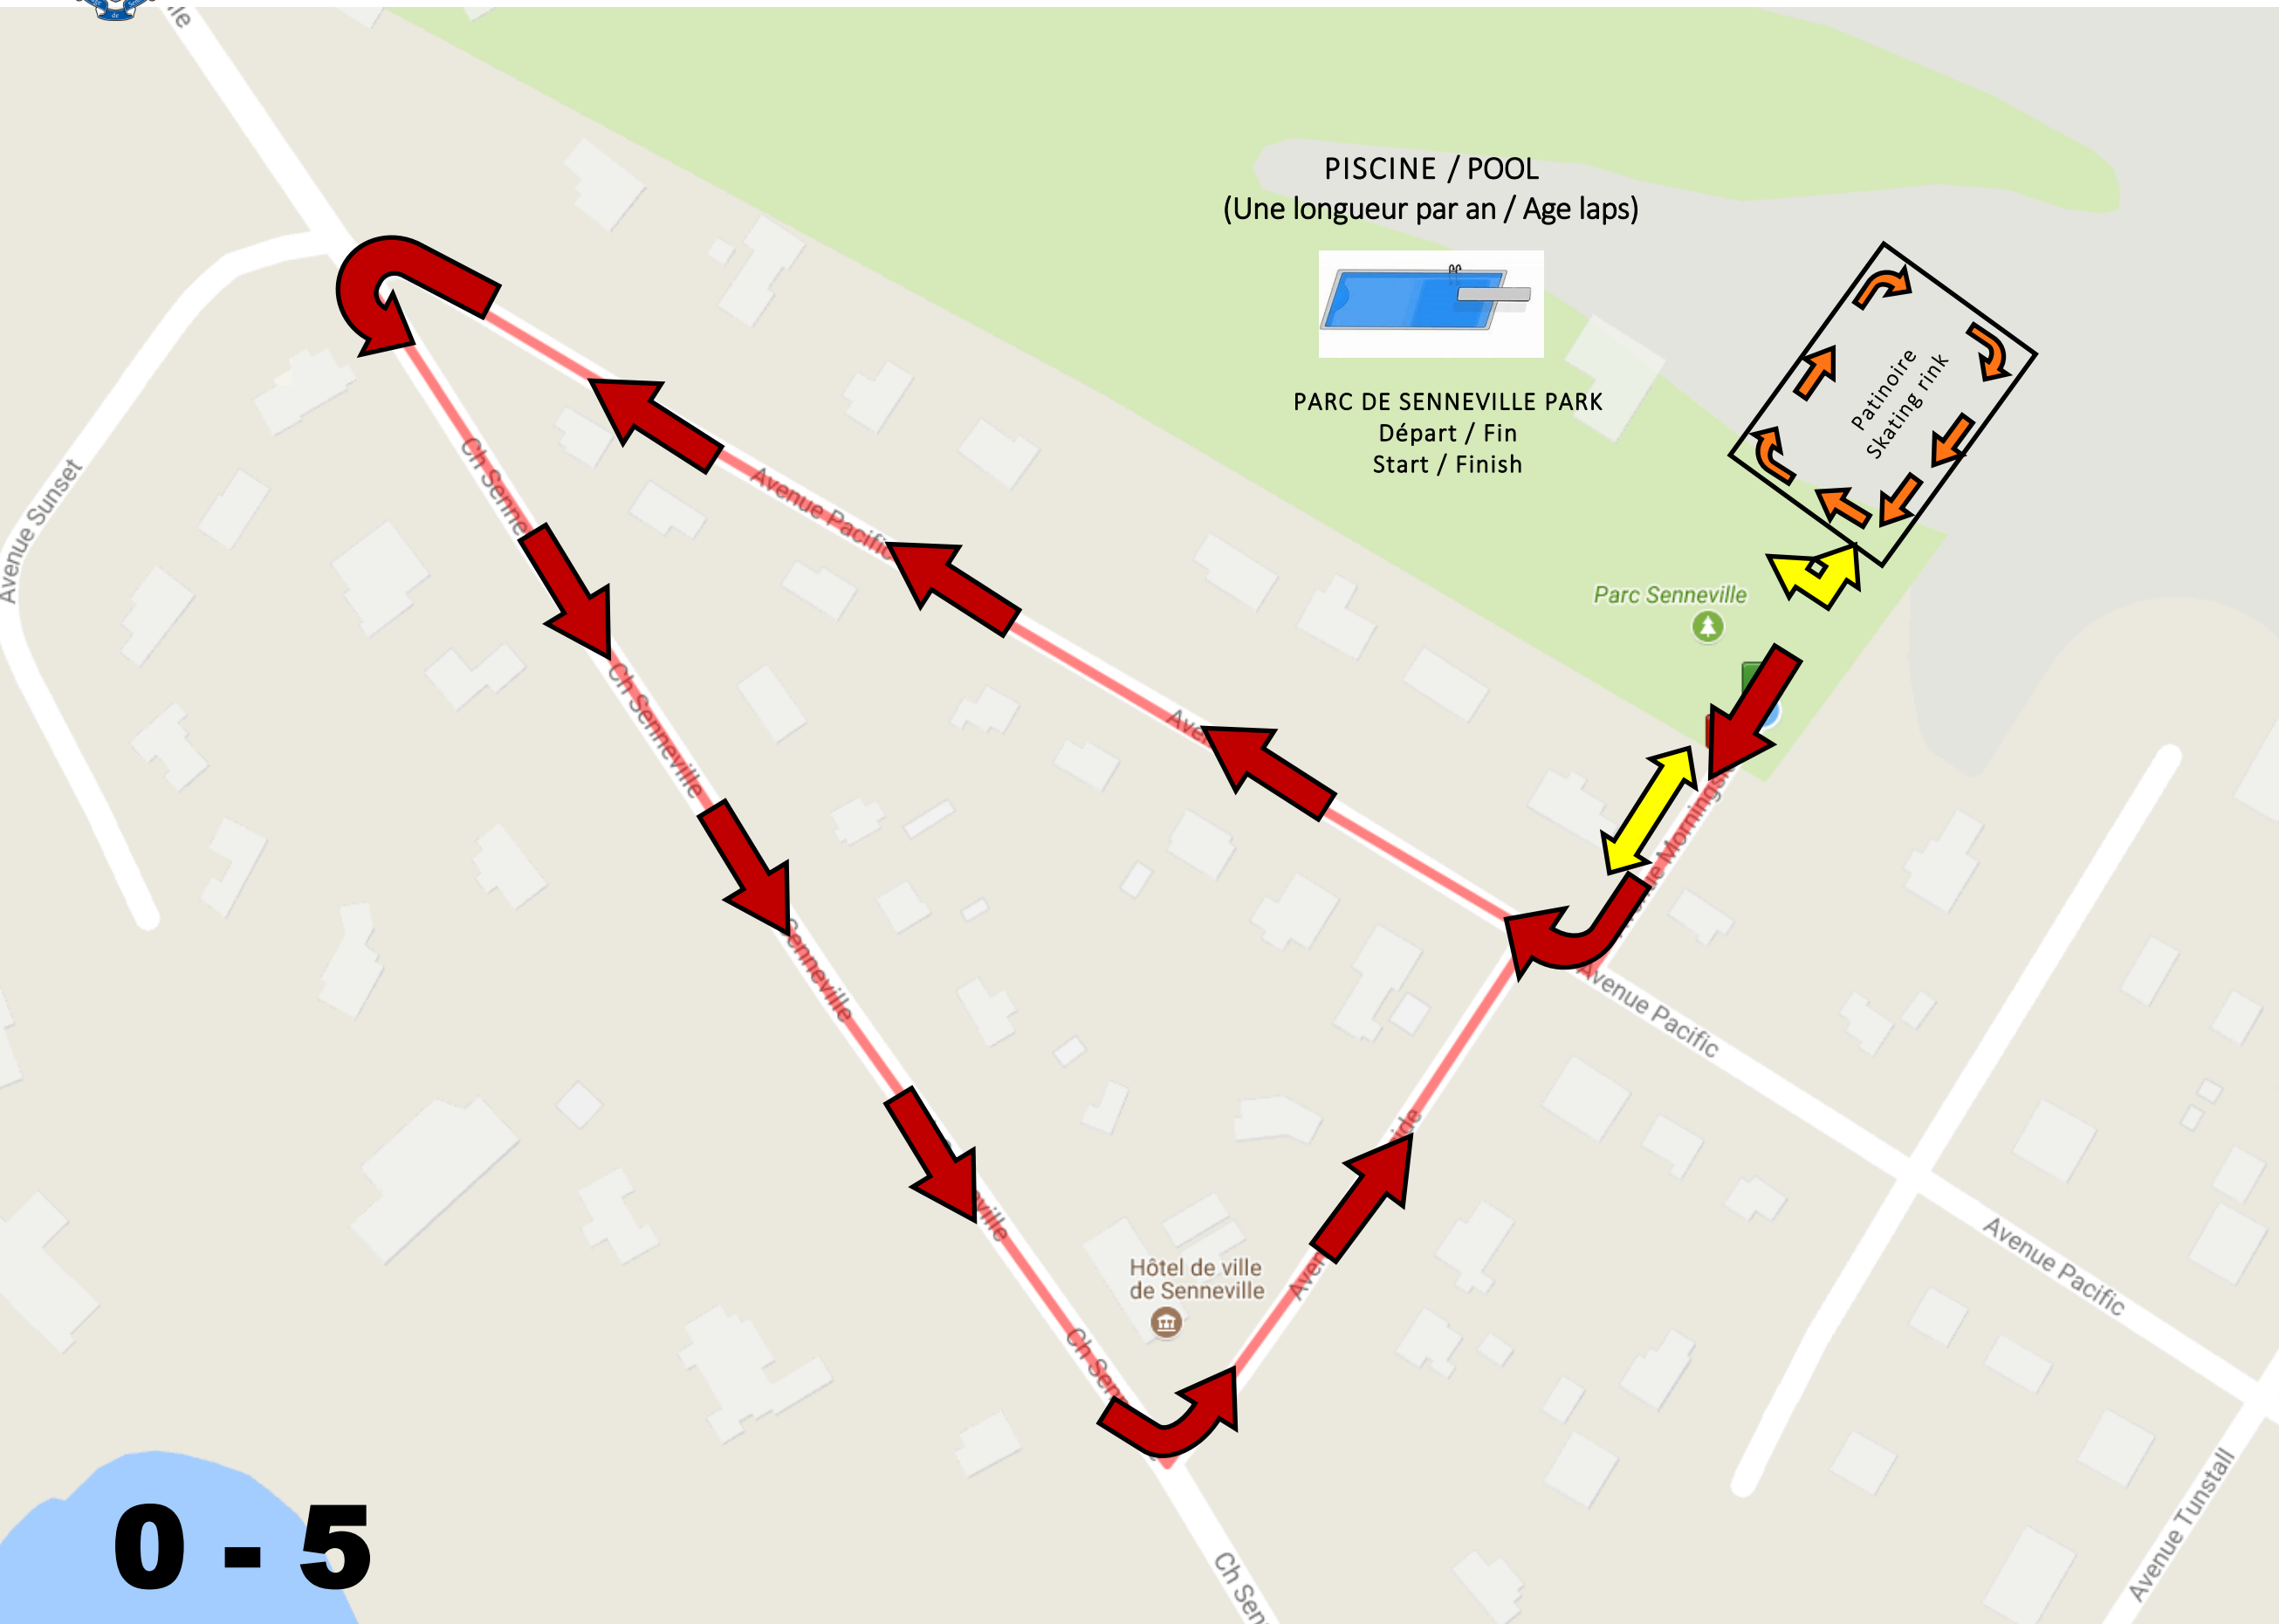 de
PISCINE / POOL
(Une longueur par an / Age laps)
PARC DE SENNEVILLE PARK
Départ / Fin
Start / Finish
Patinoire
Skating rink
Avenue Sunset
Avenue Pacific
Parc Senneville
Ch Senneville
Avenue Pacific
Hôtel de ville
de Senneville
Avenue Pacific
Avenue Tunstall
0 - 5